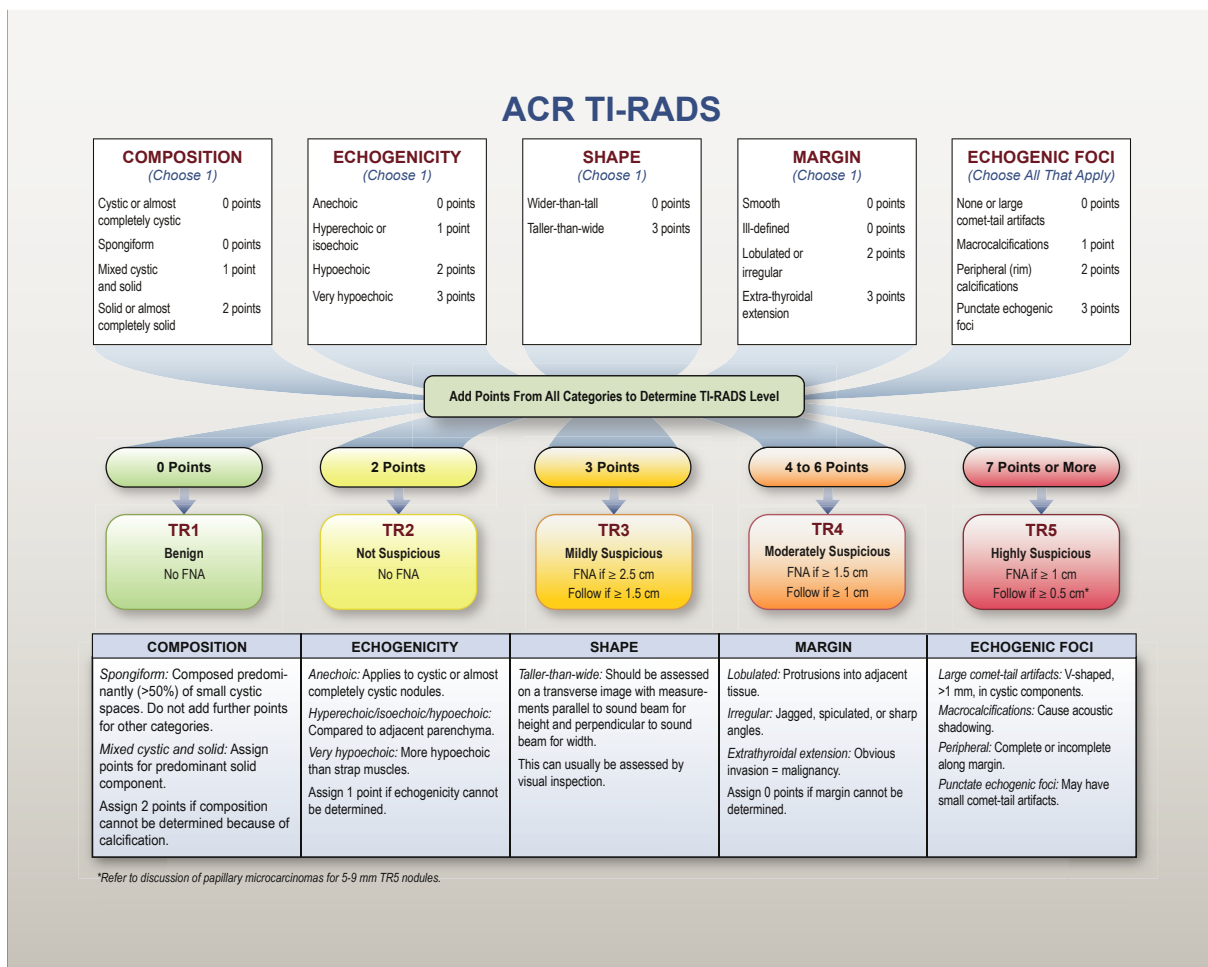 ACR TI-RADS
COMPOSITION
(Choose 1)
Cystic or almost 0 points
completely cystic
Spongiform 0 points
Mixed cystic 1 point
and solid
Solid or almost 2 points
completely solid
ECHOGENICITY
(Choose 1)
Anechoic 0 points
Hyperechoic or 1 point
isoechoic
Hypoechoic 2 points
Very hypoechoic 3 points
SHAPE
(Choose 1)
Wider-than-tall 0 points
Taller-than-wide 3 points
MARGIN
(Choose 1)
Smooth 0 points
Ill-defined 0 points
Lobulated or 2 points
irregular
Extra-thyroidal 3 points
extension
ECHOGENIC FOCI
(Choose All That Apply)
None or large 0 points
comet-tail artifacts
Macrocalcifications 1 point
Peripheral (rim) 2 points
calcifications
Punctate echogenic 3 points
foci
Add Points From All Categories to Determine TI-RADS Level
0 Points
2 Points
3 Points
4 to 6 Points
7 Points or More
TR1
Benign
No FNA
TR2
Not Suspicious
No FNA
TR3
Mildly Suspicious
FNA if ≥ 2.5 cm
Follow if ≥ 1.5 cm
TR4
Moderately Suspicious
FNA if ≥ 1.5 cm
Follow if ≥ 1 cm
TR5
Highly Suspicious
FNA if ≥ 1 cm
Follow if ≥ 0.5 cm*
COMPOSITION
Spongiform: Composed predomi-
nantly (>50%) of small cystic
spaces. Do not add further points
for other categories.
Mixed cystic and solid: Assign
points for predominant solid
component.
Assign 2 points if composition
cannot be determined because of
calcification.
ECHOGENICITY
Anechoic: Applies to cystic or almost
completely cystic nodules.
Hyperechoic/isoechoic/hypoechoic:
Compared to adjacent parenchyma.
Very hypoechoic: More hypoechoic
than strap muscles.
Assign 1 point if echogenicity cannot
be determined.
SHAPE
Taller-than-wide: Should be assessed
on a transverse image with measure-
ments parallel to sound beam for
height and perpendicular to sound
beam for width.
This can usually be assessed by
visual inspection.
MARGIN
Lobulated: Protrusions into adjacent
tissue.
Irregular: Jagged, spiculated, or sharp
angles.
Extrathyroidal extension: Obvious
invasion = malignancy.
Assign 0 points if margin cannot be
determined.
ECHOGENIC FOCI
Large comet-tail artifacts: V-shaped,
>1 mm, in cystic components.
Macrocalcifications: Cause acoustic
shadowing.
Peripheral: Complete or incomplete
along margin.
Punctate echogenic foci: May have
small comet-tail artifacts.
*Refer to discussion of papillary microcarcinomas for 5-9 mm TR5 nodules.